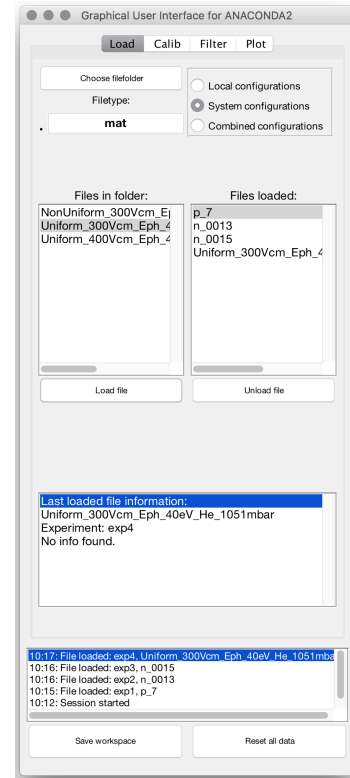 Graphical User Interface for ANACONDA2
Load Calib Filter Plot
Choose filefolder
Filetype:
mat
Local configurations
System configurations
Combined configurations
Files in folder:
NonUniform_300Vcm_E
Uniform_300Vcm_Eph_4
Uniform_400Vcm_Eph_4
Files loaded:
p_7
n_0013
n_0015
Uniform_300Vcm_Eph_4
Load file
Unload file
Last loaded file information:
Uniform_300Vcm_Eph_40eV_He_1051mbar
Experiment: exp4
No info found.
10:17: File loaded: exp4, Uniform_300Vcm_Eph_40eV_He_1051mba
10:16: File loaded: exp3, n_0015
10:16: File loaded: exp2, n_0013
10:15: File loaded: exp1, p_7
10:12: Session started
Save workspace
Reset all data